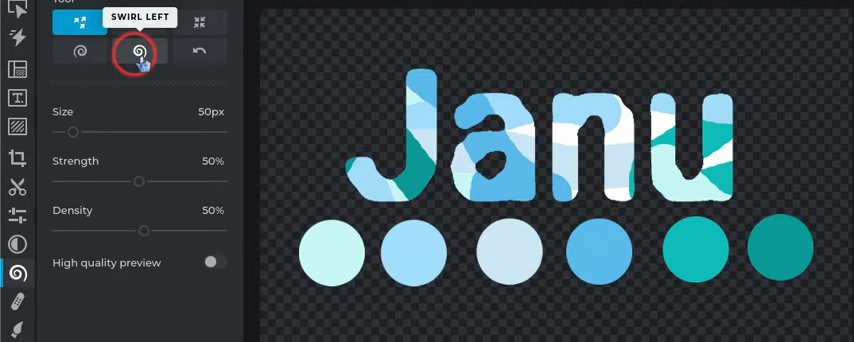 Tool
SWIRL LEFT
Size 50px
Strength 50%
Density 50%
High quality preview
Janu